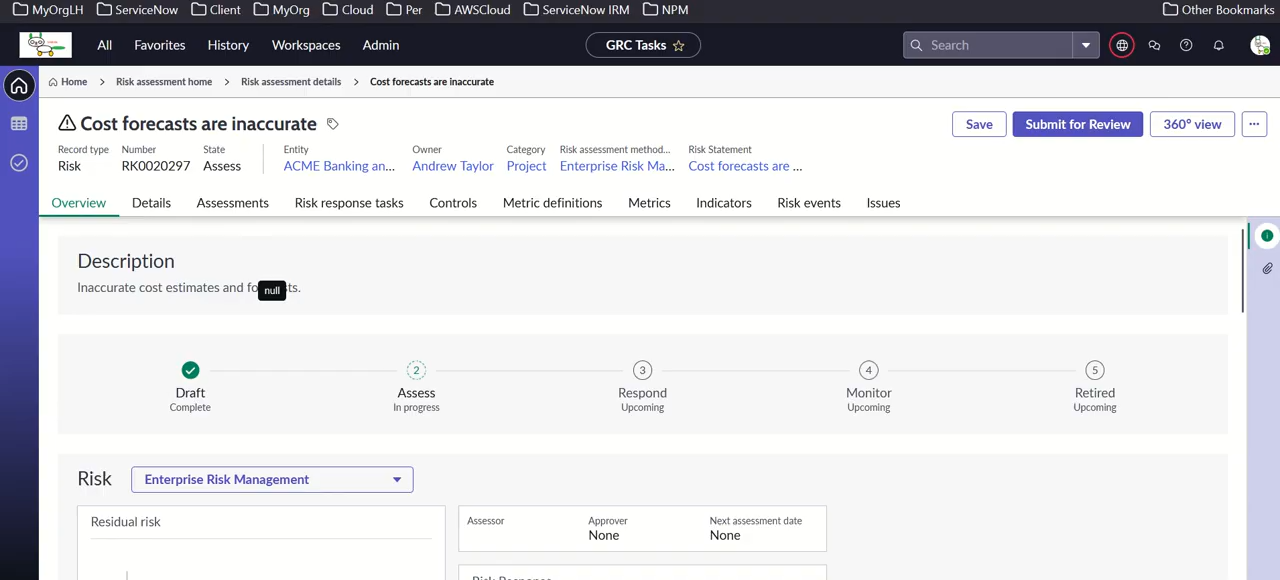 MyOrgLH ServiceNow Client MyOrg Cloud Per AWSCloud ServiceNow IRM NPM Other Bookmarks
All Favorites History Workspaces Admin GRC Tasks Search
Home > Risk assessment home > Risk assessment details > Cost forecasts are inaccurate
Cost forecasts are inaccurate Save Submit for Review 360° view ...
Record type Number State Entity Owner Category Risk assessment method... Risk Statement
Risk RK0020297 Assess ACME Banking an... Andrew Taylor Project Enterprise Risk Ma... Cost forecasts are ...
Overview Details Assessments Risk response tasks Controls Metric definitions Metrics Indicators Risk events Issues
Description
Inaccurate cost estimates and fo null ts.
2 3 4 5
Draft Assess Respond Monitor Retired
Complete In progress Upcoming Upcoming Upcoming
Risk Enterprise Risk Management
Residual risk Assessor Approver Next assessment date
None None
Risk Response